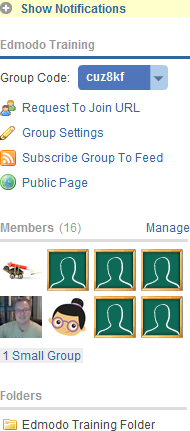 Show Notifications
Edmodo Training
Group Code: cuz8kf
Request To Join URL
Group Settings
Subscribe Group To Feed
Public Page
Members (16) Manage
1 Small Group
Folders
Edmodo Training Folder